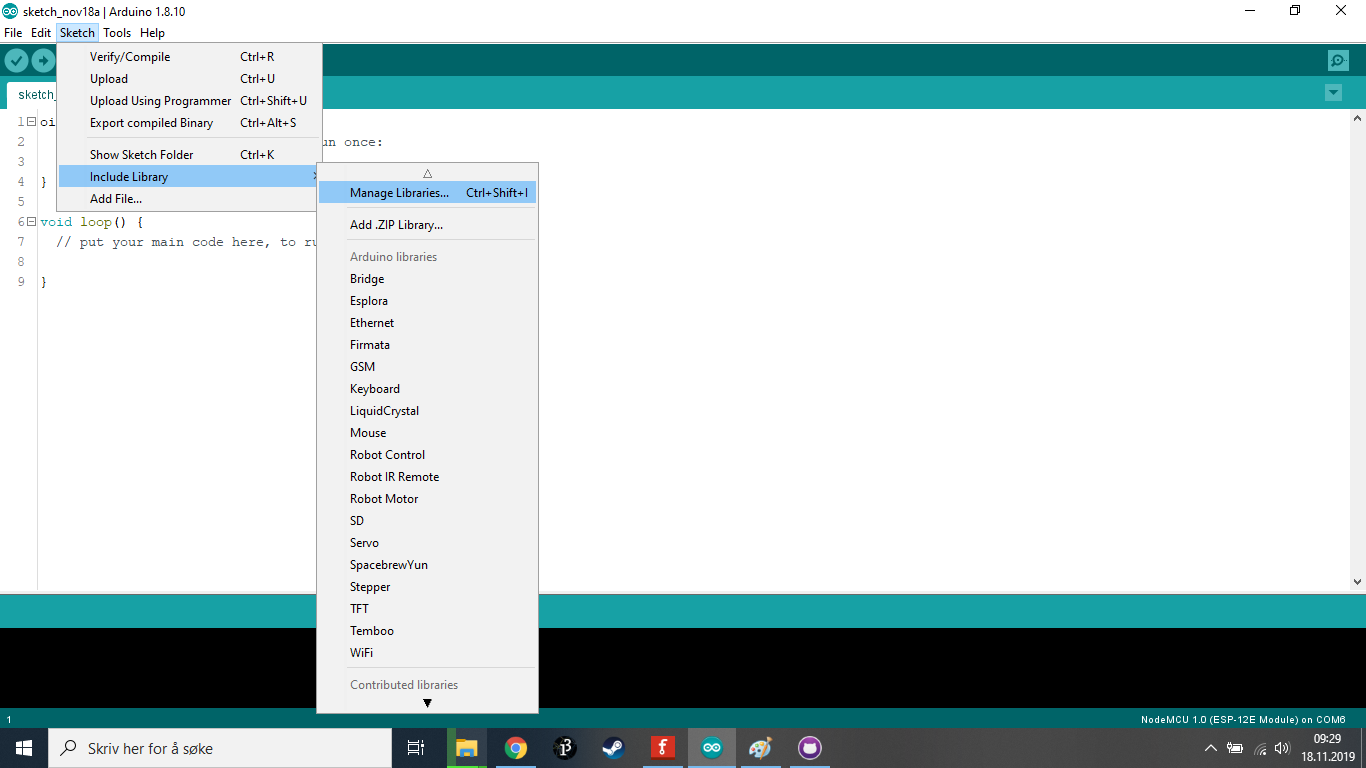 sketch_nov18a | Arduino 1.8.10
File Edit Sketch Tools Help
Verify/Compile Ctrl+R
Upload Ctrl+U
Upload Using Programmer Ctrl+Shift+U
Export compiled Binary Ctrl+Alt+S
Show Sketch Folder Ctrl+K
Include Library
Add File...
Manage Libraries... Ctrl+Shift+I
Add .ZIP Library...
Arduino libraries
Bridge
Esplora
Ethernet
Firmata
GSM
Keyboard
LiquidCrystal
Mouse
Robot Control
Robot IR Remote
Robot Motor
SD
Servo
SpacebrewYun
Stepper
TFT
Temboo
WiFi
Contributed libraries
sketch_
1 oi
2 un once:
3
4 }
5
6 void loop() {
7 // put your main code here, to ru
8
9 }
1 NodeMCU 1.0 (ESP-12E Module) on COM6
Skriv her for å søke
09:29
18.11.2019